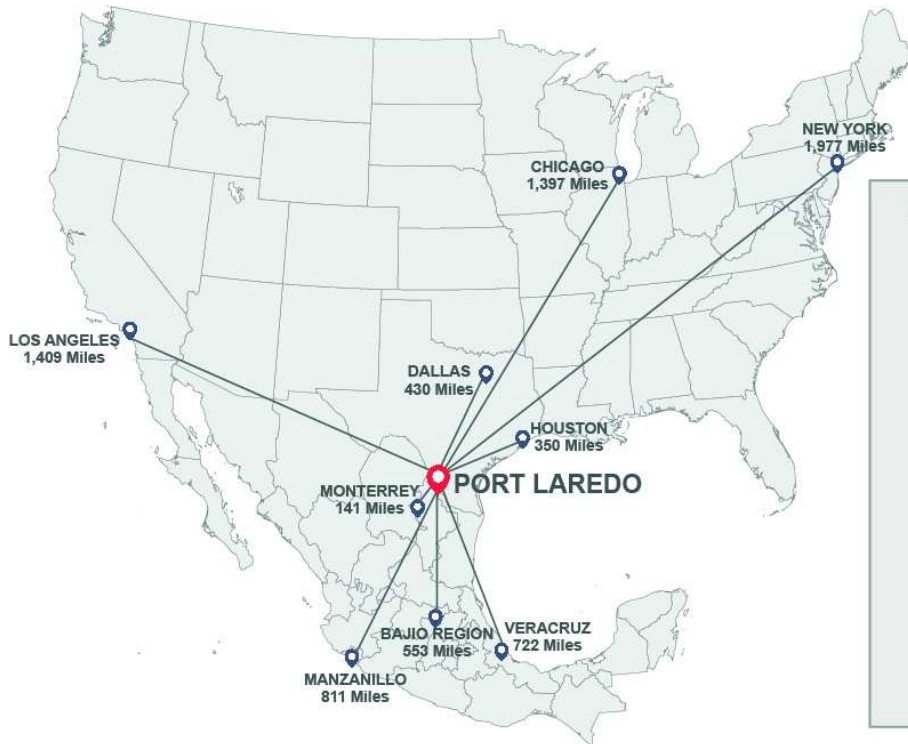 NEW YORK
1,977 Miles
CHICAGO
1,397 Miles
LOS ANGELES
1,409 Miles
DALLAS
430 Miles
HOUSTON
350 Miles
PORT LAREDO
MONTERREY
141 Miles
BAJIO REGION
553 Miles
VERACRUZ
722 Miles
MANZANILLO
811 Miles